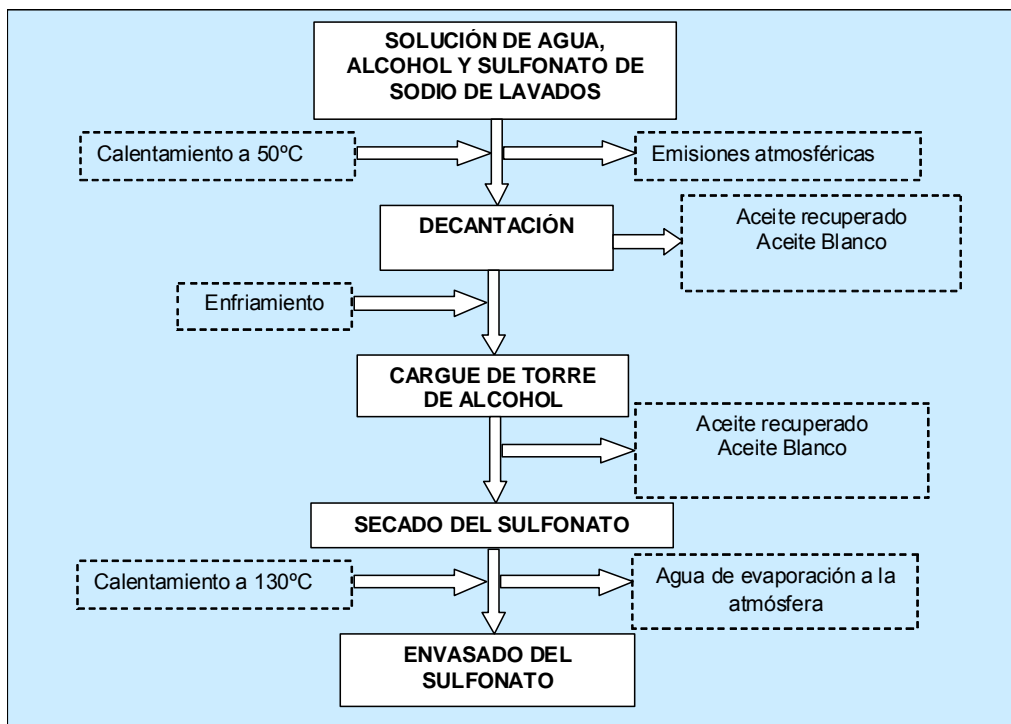 SOLUCIÓN DE AGUA,
ALCOHOL Y SULFONATO DE
SODIO DE LAVADOS
Calentamiento a 50ºC
Emisiones atmosféricas
DECANTACIÓN
Aceite recuperado
Aceite Blanco
Enfriamiento
CARGUE DE TORRE
DE ALCOHOL
Aceite recuperado
Aceite Blanco
SECADO DEL SULFONATO
Calentamiento a 130ºC
Agua de evaporación a la
atmósfera
ENVASADO DEL
SULFONATO